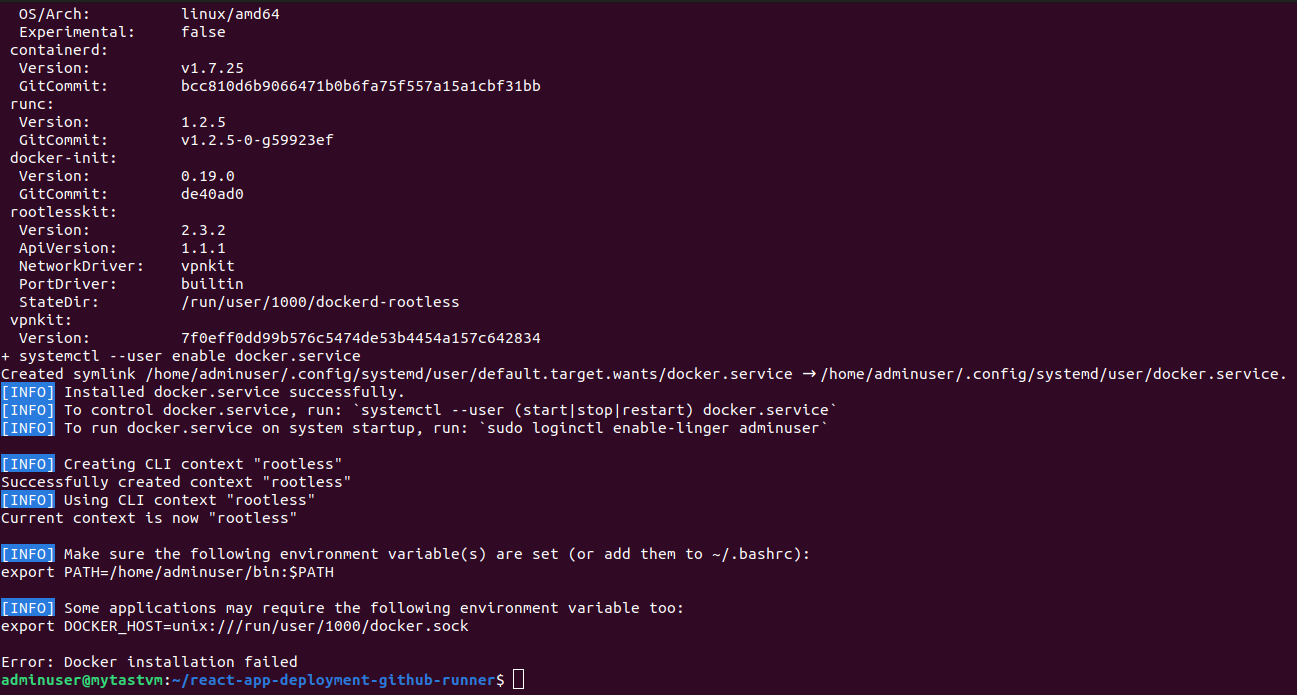 OS/Arch: linux/amd64
Experimental: false
containerd:
Version: v1.7.25
GitCommit: bcc810d6b9066471b0b6fa75f557a15a1cbf31bb
runc:
Version: 1.2.5
GitCommit: v1.2.5-0-g59923ef
docker-init:
Version: 0.19.0
GitCommit: de40ad0
rootlesskit:
Version: 2.3.2
ApiVersion: 1.1.1
NetworkDriver: vpnkit
PortDriver: builtin
StateDir: /run/user/1000/dockerd-rootless
vpnkit:
Version: 7f0eff0dd99b576c5474de53b4454a157c642834
+ systemctl --user enable docker.service
Created symlink /home/adminuser/.config/systemd/user/default.target.wants/docker.service → /home/adminuser/.config/systemd/user/docker.service.
[INFO] Installed docker.service successfully.
[INFO] To control docker.service, run: `systemctl --user (start|stop|restart) docker.service`
[INFO] To run docker.service on system startup, run: `sudo loginctl enable-linger adminuser`
[INFO] Creating CLI context "rootless"
Successfully created context "rootless"
[INFO] Using CLI context "rootless"
Current context is now "rootless"
[INFO] Make sure the following environment variable(s) are set (or add them to ~/.bashrc):
export PATH=/home/adminuser/bin:$PATH
[INFO] Some applications may require the following environment variable too:
export DOCKER_HOST=unix:///run/user/1000/docker.sock
Error: Docker installation failed
adminuser@mytastvm:~/react-app-deployment-github-runner$